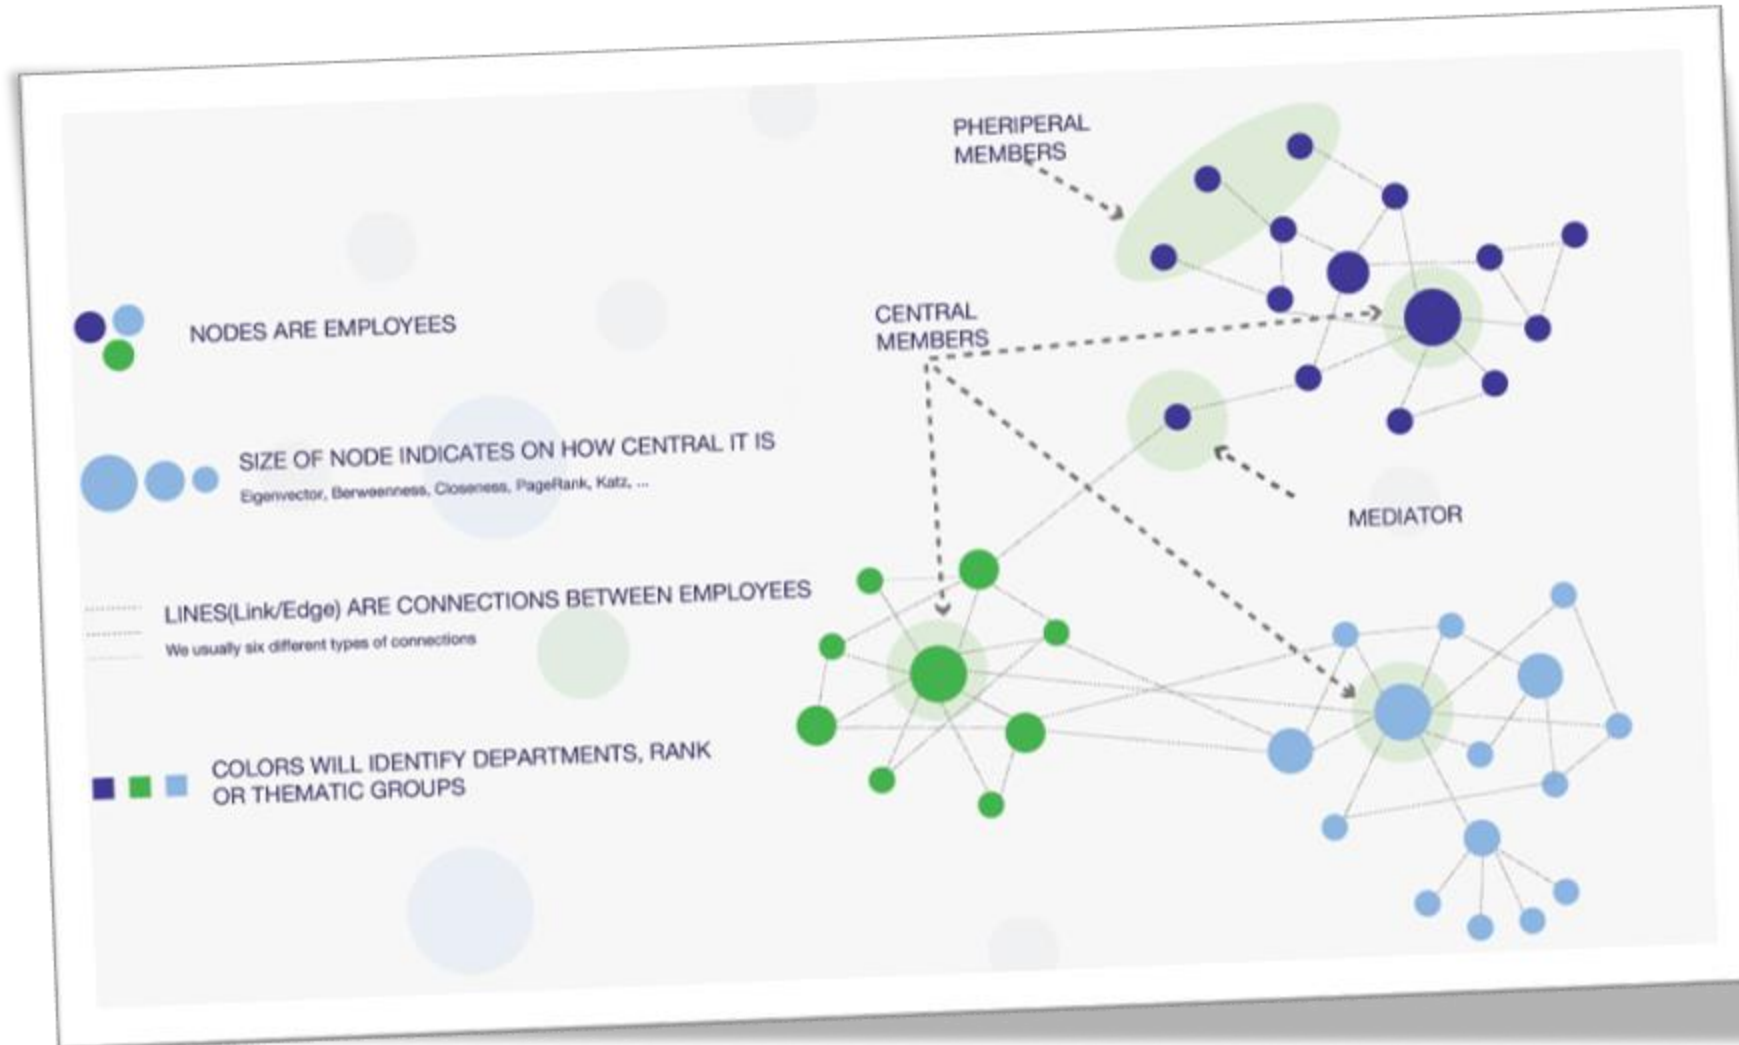 PHERIPERAL
MEMBERS
CENTRAL
MEMBERS
NODES ARE EMPLOYEES
SIZE OF NODE INDICATES ON HOW CENTRAL IT IS
Eigenvector, Berweenness, Closeness, PageRank, Katz, ...
MEDIATOR
LINES(Link/Edge) ARE CONNECTIONS BETWEEN EMPLOYEES
We usually six different types of connections
COLORS WILL IDENTIFY DEPARTMENTS, RANK
OR THEMATIC GROUPS